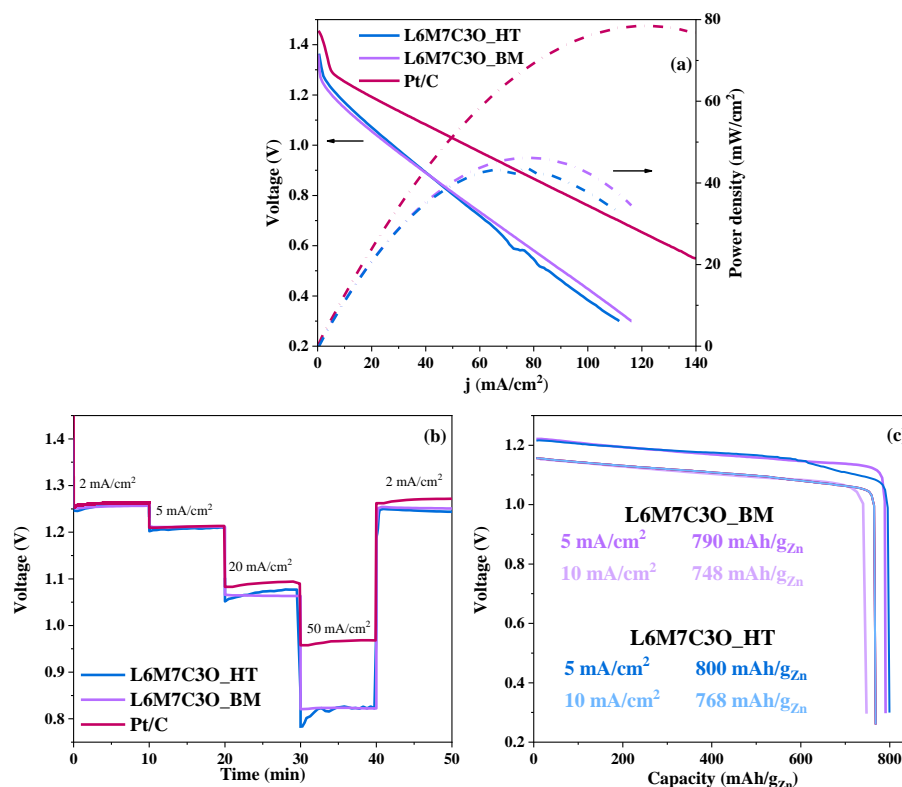 L6M7C3O_HT
L6M7C3O_BM
Pt/C
(a)
1.4
1.2
1.0
0.8
0.6
0.4
0.2
Voltage (V)
80
60
40
20
0
Power density (mW/cm²)
0 20 40 60 80 100 120 140
j (mA/cm²)
(b)
1.4
1.3
1.2
1.1
1.0
0.9
0.8
Voltage (V)
2 mA/cm²
5 mA/cm²
20 mA/cm²
50 mA/cm²
2 mA/cm²
L6M7C3O_HT
L6M7C3O_BM
Pt/C
0 10 20 30 40 50
Time (min)
(c
1.2
1.0
0.8
0.6
0.4
0.2
Voltage (V)
L6M7C3O_BM
5 mA/cm² 790 mAh/gZn
10 mA/cm² 748 mAh/gZn
L6M7C3O_HT
5 mA/cm² 800 mAh/gZn
10 mA/cm² 768 mAh/gZn
0 200 400 600 800
Capacity (mAh/gZn)